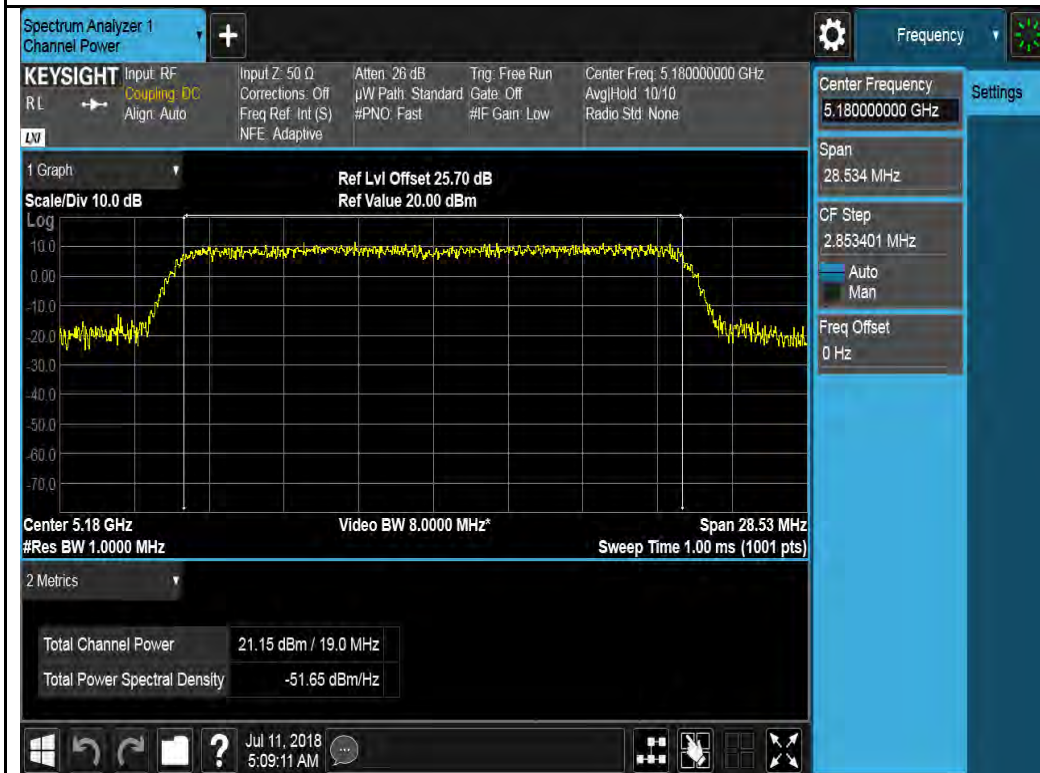 Spectrum Analyzer 1
Channel Power
+
Frequency
KEYSIGHT
R L
LXI
Input: RF
Coupling: DC
Align: Auto
Input Z: 50 Ω
Corrections: Off
Freq Ref: Int (S)
NFE: Adaptive
Atten: 26 dB
µW Path: Standard
#PNO: Fast
Trig: Free Run
Gate: Off
#IF Gain: Low
Center Freq: 5.180000000 GHz
Avg|Hold: 10/10
Radio Std: None
Center Frequency
5.180000000 GHz
Settings
Span
28.534 MHz
CF Step
2.853401 MHz
Auto
Man
Freq Offset
0 Hz
1 Graph
Scale/Div 10.0 dB
Ref Lvl Offset 25.70 dB
Ref Value 20.00 dBm
Log
10.0
0.00
-10.0
-20.0
-30.0
-40.0
-50.0
-60.0
-70.0
Center 5.18 GHz
Video BW 8.0000 MHz*
Span 28.53 MHz
#Res BW 1.0000 MHz
Sweep Time 1.00 ms (1001 pts)
2 Metrics
Total Channel Power 21.15 dBm / 19.0 MHz
Total Power Spectral Density -51.65 dBm/Hz
?
Jul 11, 2018
5:09:11 AM